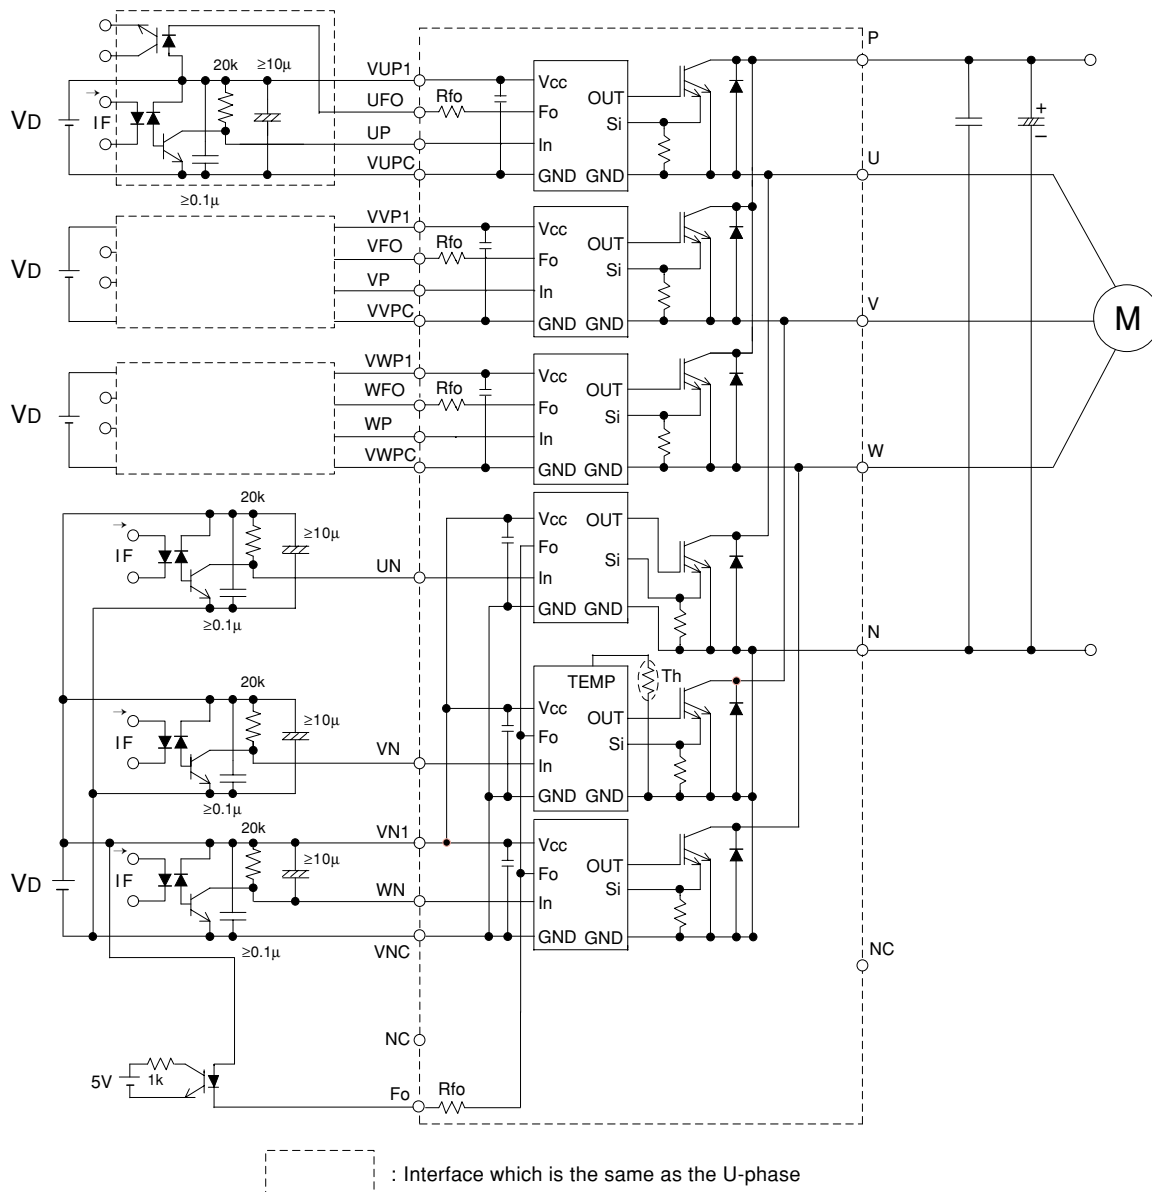 P
VUP1
20k
≥10µ
Vcc
OUT
UFO
Rfo
Fo
Si
VD
IF
UP
In
U
VUPC
GND GND
≥0.1µ
VVP1
Vcc
OUT
VFO
Rfo
Fo
Si
VD
VP
In
V
VVPC
GND GND
M
VWP1
Vcc
OUT
WFO
Rfo
Fo
Si
VD
WP
In
W
VWPC
GND GND
20k
≥10µ
Vcc
OUT
IF
Fo
Si
UN
In
GND GND
≥0.1µ
N
TEMP
Th
20k
≥10µ
Vcc
OUT
IF
Fo
Si
VN
In
GND GND
≥0.1µ
20k
VN1
≥10µ
Vcc
OUT
IF
Fo
Si
VD
WN
In
GND GND
≥0.1µ
VNC
NC
NC
5V
1k
Fo
Rfo
+
–
: Interface which is the same as the U-phase